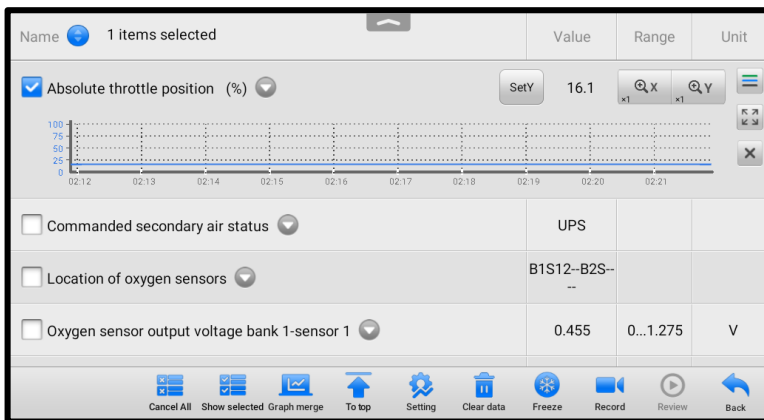 Name 1 items selected Value Range Unit
Absolute throttle position (%) SetY 16.1 ×1 X ×1 Y
100
75
50
25
0
02:12 02:13 02:14 02:15 02:16 02:17 02:18 02:19 02:20 02:21
Commanded secondary air status UPS
Location of oxygen sensors B1S12--B2S--
--
Oxygen sensor output voltage bank 1-sensor 1 0.455 0...1.275 V
Cancel All Show selected Graph merge To top Setting Clear data Freeze Record Review Back